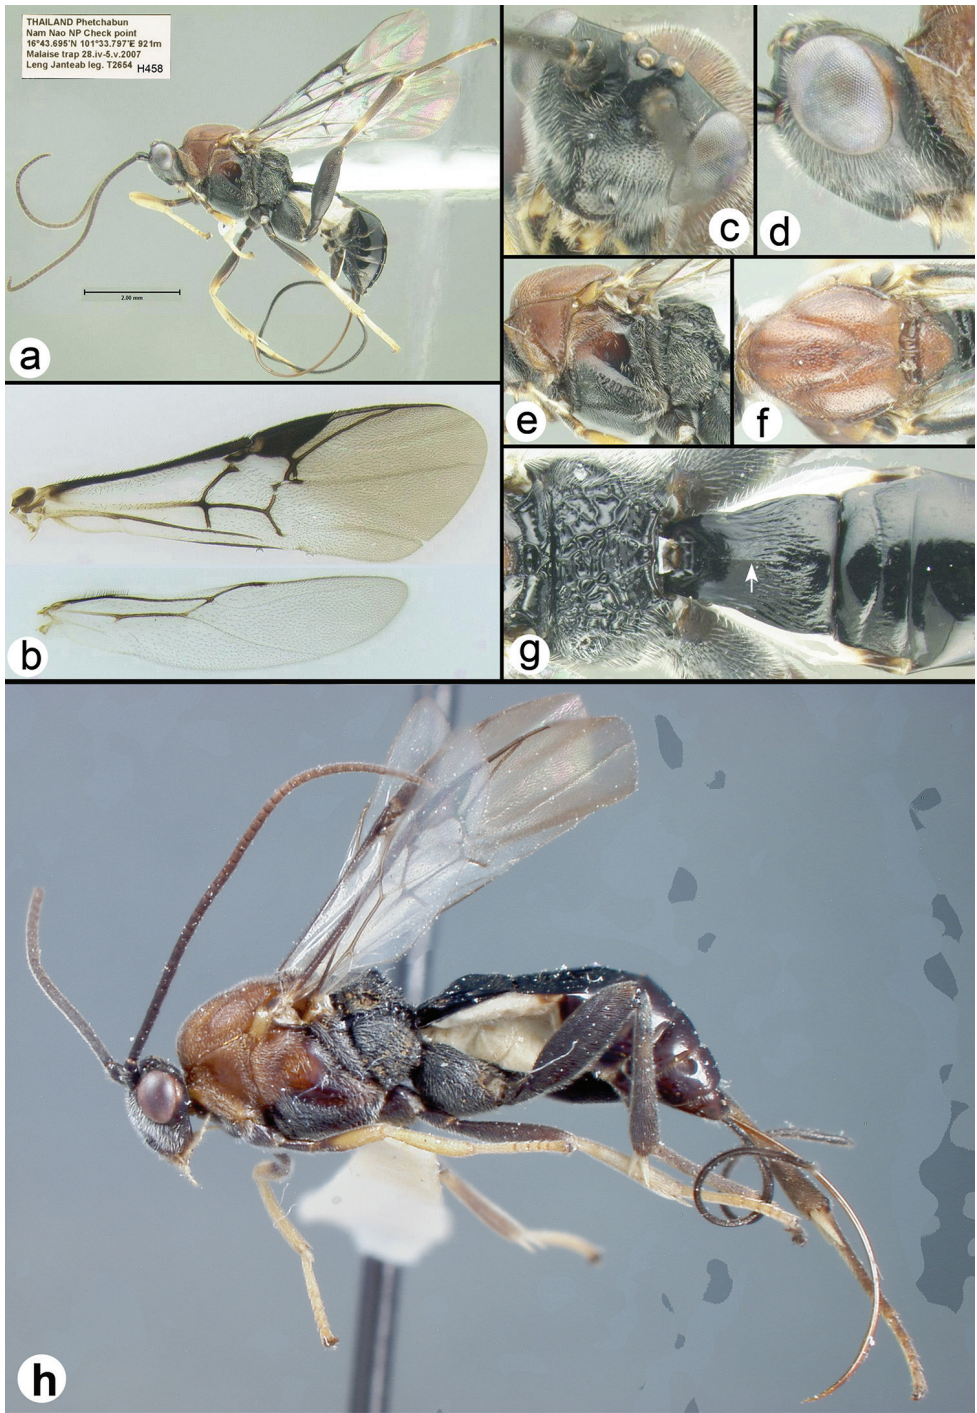 THAILAND Phetchabun
Nam Nao NP Check point
16°43.695'N 101°33.797'E 921m
Malaise trap 28.iv-5.v.2007
Leng Janteab leg. T2654 H458
2.00 mm
a
b
c
d
e
f
g
h